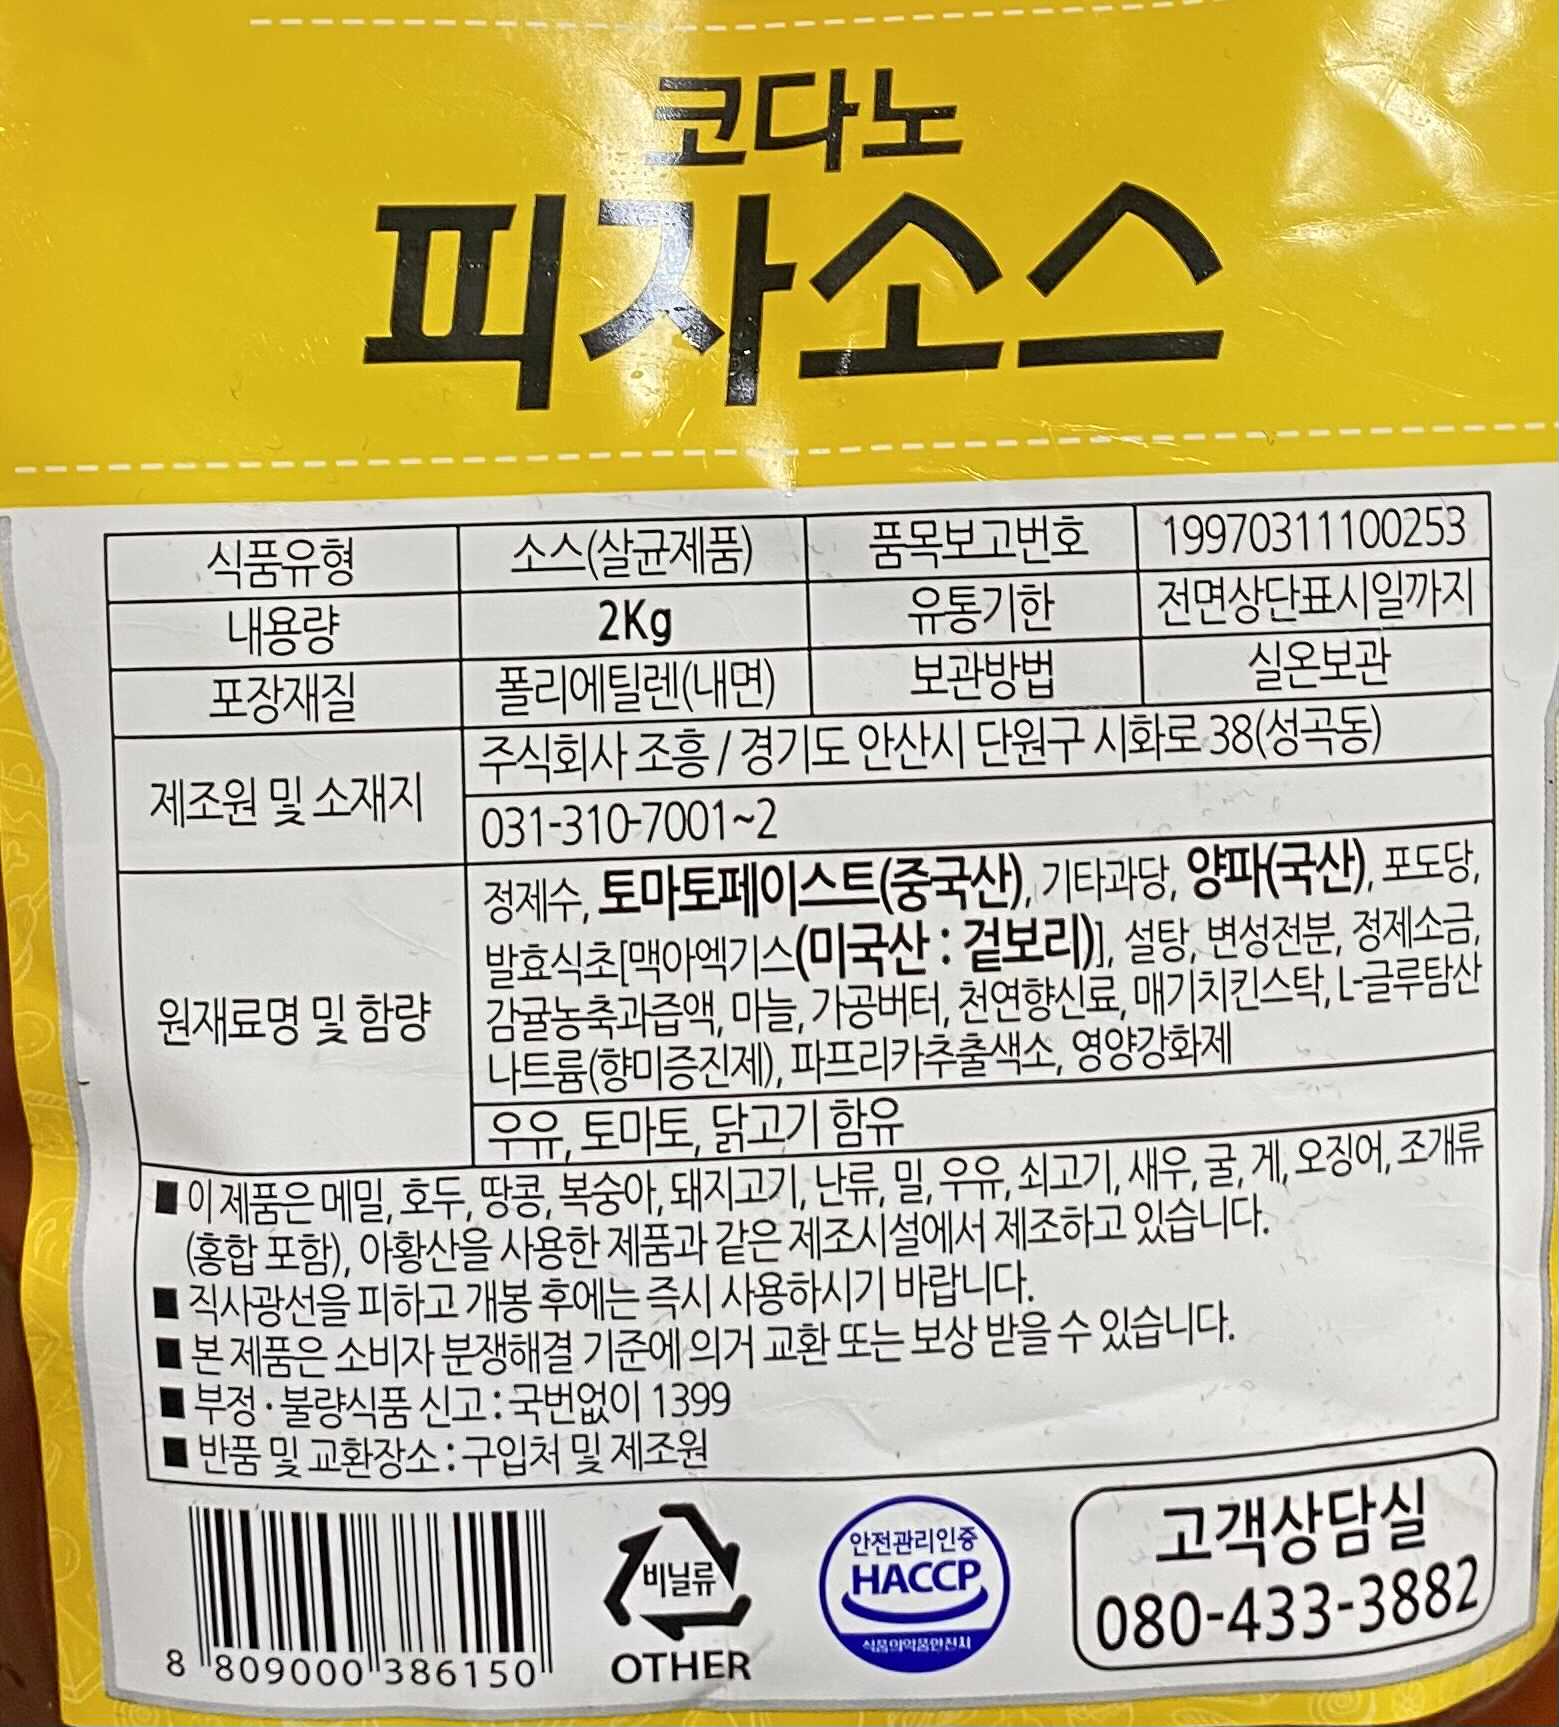 코다노
피자소스
식품유형 소스(살균제품) 품목보고번호 19970311100253
내용량 2Kg 유통기한 전면상단표시일까지
포장재질 폴리에틸렌(내면) 보관방법 실온보관
제조원 및 소재지 주식회사 조흥 / 경기도 안산시 단원구 시화로 38(성곡동)
031-310-7001~2
원재료명 및 함량 정제수, 토마토페이스트(중국산), 기타과당, 양파(국산), 포도당,
발효식초[맥아엑기스(미국산 : 겉보리)], 설탕, 변성전분, 정제소금,
감귤농축과즙액, 마늘, 가공버터, 천연향신료, 매기치킨스탁, L-글루탐산
나트륨(향미증진제), 파프리카추출색소, 영양강화제
우유, 토마토, 닭고기 함유
■ 이 제품은 메밀, 호두, 땅콩, 복숭아, 돼지고기, 난류, 밀, 우유, 쇠고기, 새우, 굴, 게, 오징어, 조개류
(홍합 포함), 아황산을 사용한 제품과 같은 제조시설에서 제조하고 있습니다.
■ 직사광선을 피하고 개봉 후에는 즉시 사용하시기 바랍니다.
■ 본 제품은 소비자 분쟁해결 기준에 의거 교환 또는 보상 받을 수 있습니다.
■ 부정·불량식품 신고 : 국번없이 1399
■ 반품 및 교환장소 : 구입처 및 제조원
8 809000 386150
비닐류
OTHER
안전관리인증
HACCP
식품의약품안전처
고객상담실
080-433-3882